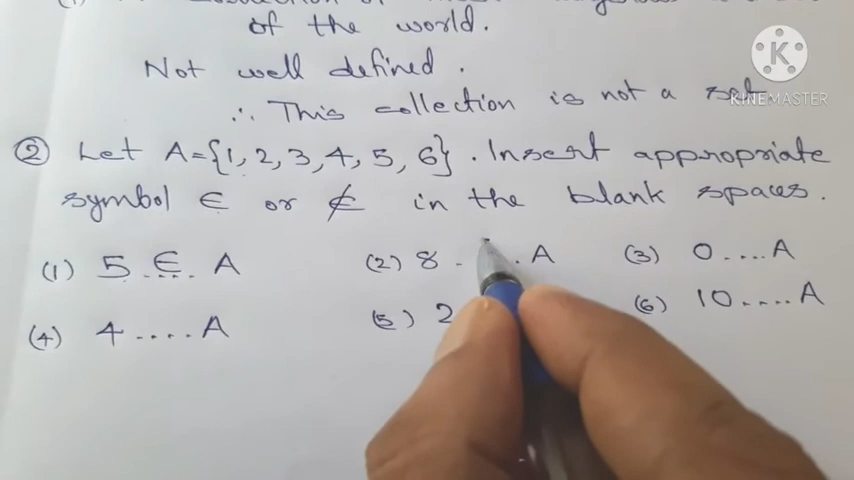 of the world.
Not well defined.
∴ This collection is not a set
KINEMASTER
② Let A={1, 2, 3, 4, 5, 6}. Insert appropriate
symbol ∈ or ∉ in the blank spaces.
(1) 5 ..∈.. A (2) 8 . . A (3) 0....A
(4) 4 ....A (5) 2 (6) 10....A